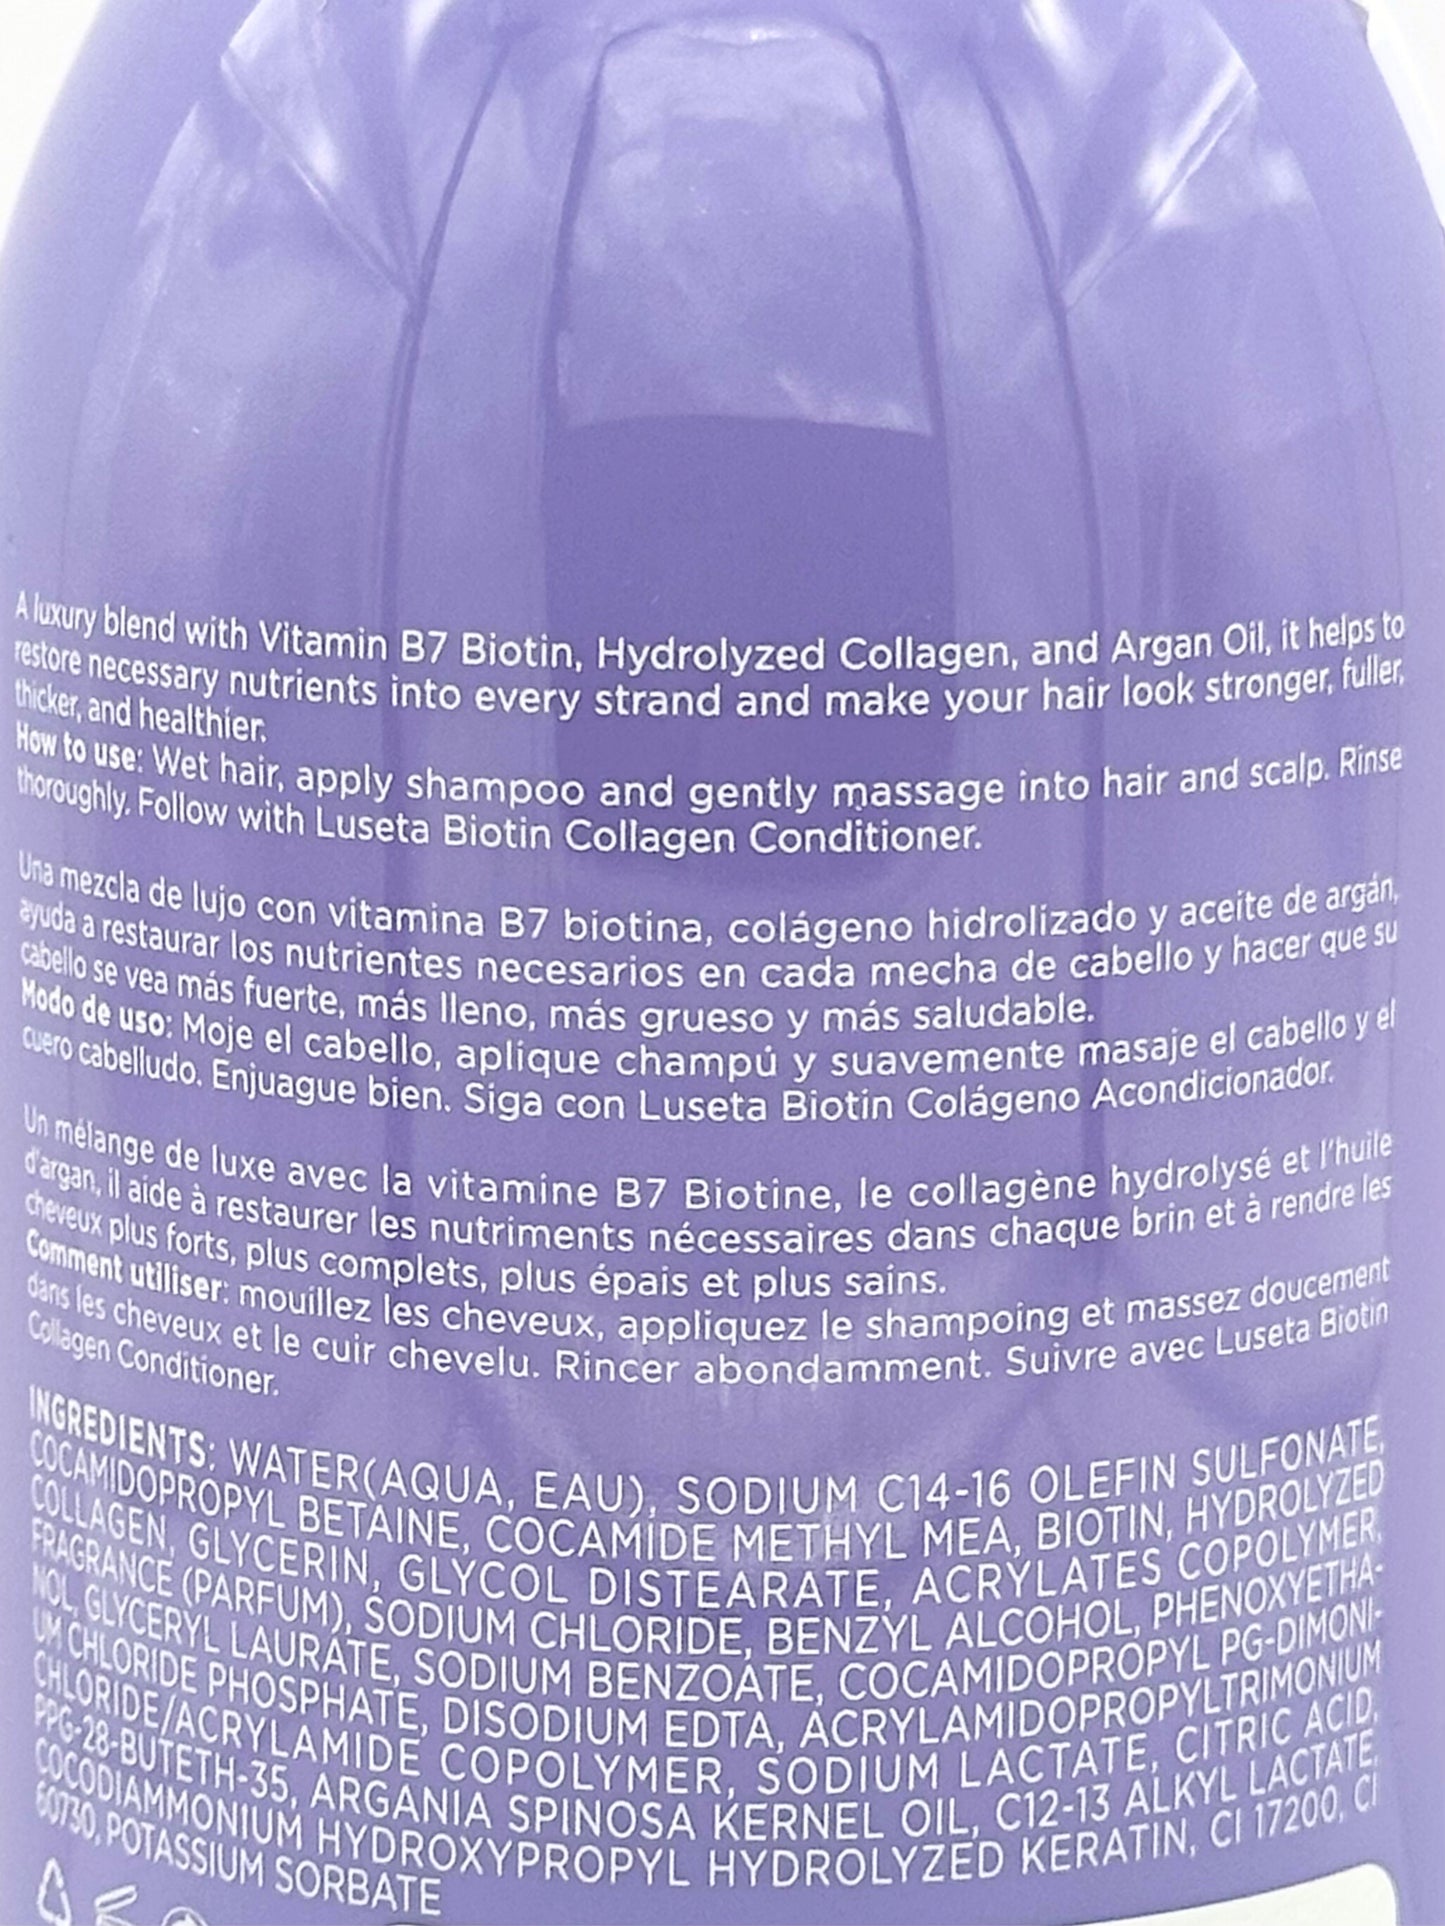 A luxury blend with Vitamin B7 Biotin, Hydrolyzed Collagen, and Argan Oil, it helps to
restore necessary nutrients into every strand and make your hair look stronger, fuller,
thicker, and healthier.
How to use: Wet hair, apply shampoo and gently massage into hair and scalp. Rinse
thoroughly. Follow with Luseta Biotin Collagen Conditioner.
Una mezcla de lujo con vitamina B7 biotina, colágeno hidrolizado y aceite de argán,
ayuda a restaurar los nutrientes necesarios en cada mecha de cabello y hacer que su
cabello se vea más fuerte, más lleno, más grueso y más saludable.
Modo de uso: Moje el cabello, aplique champú y suavemente masaje el cabello y el
cuero cabelludo. Enjuague bien. Siga con Luseta Biotin Colágeno Acondicionador.
Un mélange de luxe avec la vitamine B7 Biotine, le collagène hydrolysé et l'huile
d'argan, il aide à restaurer les nutriments nécessaires dans chaque brin et à rendre les
cheveux plus forts, plus complets, plus épais et plus sains.
Comment utiliser: mouillez les cheveux, appliquez le shampoing et massez doucement
dans les cheveux et le cuir chevelu. Rincer abondamment. Suivre avec Luseta Biotin
Collagen Conditioner.
INGREDIENTS: WATER(AQUA, EAU), SODIUM C14-16 OLEFIN SULFONATE,
COCAMIDOPROPYL BETAINE, COCAMIDE METHYL MEA, BIOTIN, HYDROLYZED
COLLAGEN, GLYCERIN, GLYCOL DISTEARATE, ACRYLATES COPOLYMER,
FRAGRANCE (PARFUM), SODIUM CHLORIDE, BENZYL ALCOHOL, PHENOXYETHA-
NOL, GLYCERYL LAURATE, SODIUM BENZOATE, COCAMIDOPROPYL PG-DIMONI-
UM CHLORIDE PHOSPHATE, DISODIUM EDTA, ACRYLAMIDOPROPYLTRIMONIUM
CHLORIDE/ACRYLAMIDE COPOLYMER, SODIUM LACTATE, CITRIC ACID,
PPG-28-BUTETH-35, ARGANIA SPINOSA KERNEL OIL, C12-13 ALKYL LACTATE,
COCODIAMMONIUM HYDROXYPROPYL HYDROLYZED KERATIN, CI 17200, CI
60730, POTASSIUM SORBATE